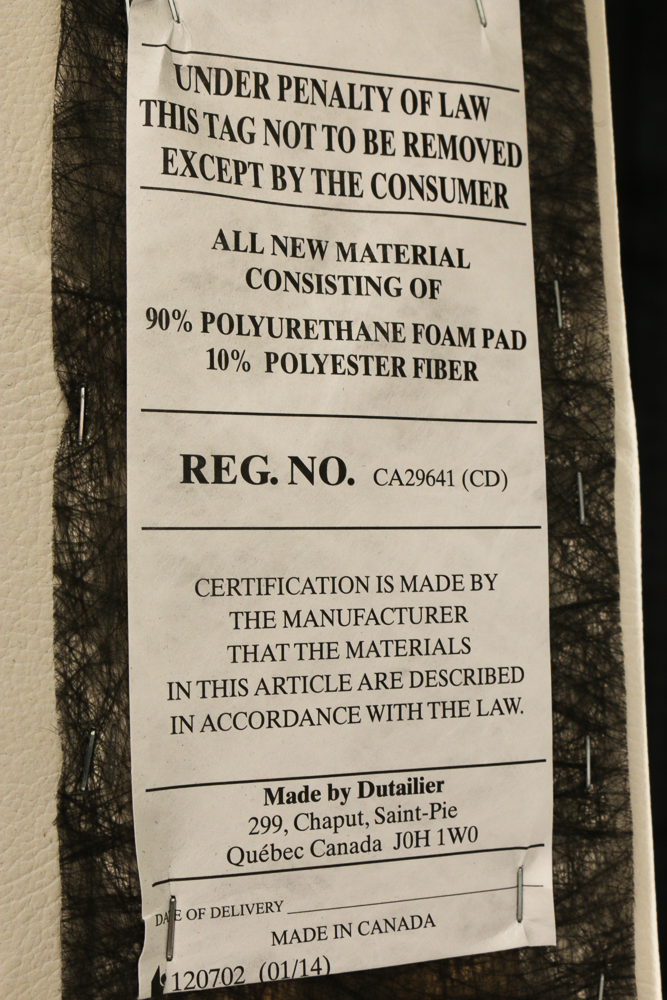 UNDER PENALTY OF LAW
THIS TAG NOT TO BE REMOVED
EXCEPT BY THE CONSUMER
ALL NEW MATERIAL
CONSISTING OF
90% POLYURETHANE FOAM PAD
10% POLYESTER FIBER
REG. NO. CA29641 (CD)
CERTIFICATION IS MADE BY
THE MANUFACTURER
THAT THE MATERIALS
IN THIS ARTICLE ARE DESCRIBED
IN ACCORDANCE WITH THE LAW.
Made by Dutailier
299, Chaput, Saint-Pie
Québec Canada J0H 1W0
DATE OF DELIVERY
MADE IN CANADA
120702 (01/14)